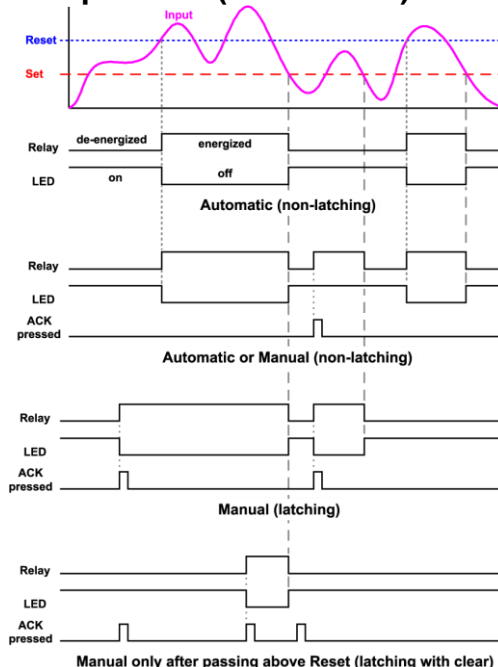 Input
Reset
Set
Relay de-energized energized
LED on off
Automatic (non-latching)
Relay
LED
ACK
pressed
Automatic or Manual (non-latching)
Relay
LED
ACK
pressed
Manual (latching)
Relay
LED
ACK
pressed
Manual only after passing above Reset (latching with clear)